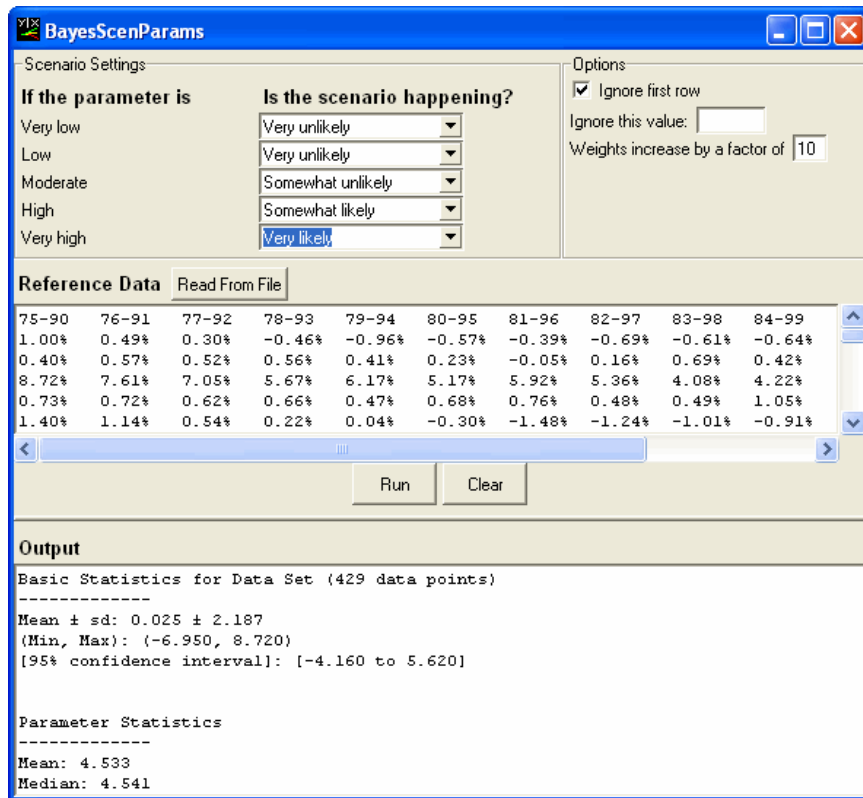 BayesScenParams
Scenario Settings
If the parameter is Is the scenario happening?
Very low Very unlikely
Low Very unlikely
Moderate Somewhat unlikely
High Somewhat likely
Very high Very likely
Options
Ignore first row
Ignore this value:
Weights increase by a factor of 10
Reference Data Read From File
75-90 76-91 77-92 78-93 79-94 80-95 81-96 82-97 83-98 84-99
1.00% 0.49% 0.30% -0.46% -0.96% -0.57% -0.39% -0.69% -0.61% -0.64%
0.40% 0.57% 0.52% 0.56% 0.41% 0.23% -0.05% 0.16% 0.69% 0.42%
8.72% 7.61% 7.05% 5.67% 6.17% 5.17% 5.92% 5.36% 4.08% 4.22%
0.73% 0.72% 0.62% 0.66% 0.47% 0.68% 0.76% 0.48% 0.49% 1.05%
1.40% 1.14% 0.54% 0.22% 0.04% -0.30% -1.48% -1.24% -1.01% -0.91%
Run Clear
Output
Basic Statistics for Data Set (429 data points)
-------------
Mean ± sd: 0.025 ± 2.187
(Min, Max): (-6.950, 8.720)
[95% confidence interval]: [-4.160 to 5.620]
Parameter Statistics
-------------
Mean: 4.533
Median: 4.541